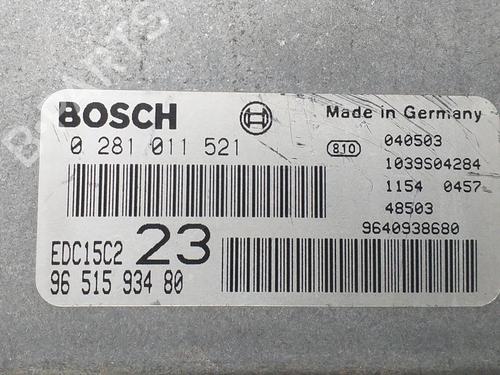 BOSCH
Made in Germany
0 281 011 521
810
040503
1039S04284
1154 0457
48503
9640938680
EDC15C2 23
96 515 934 80